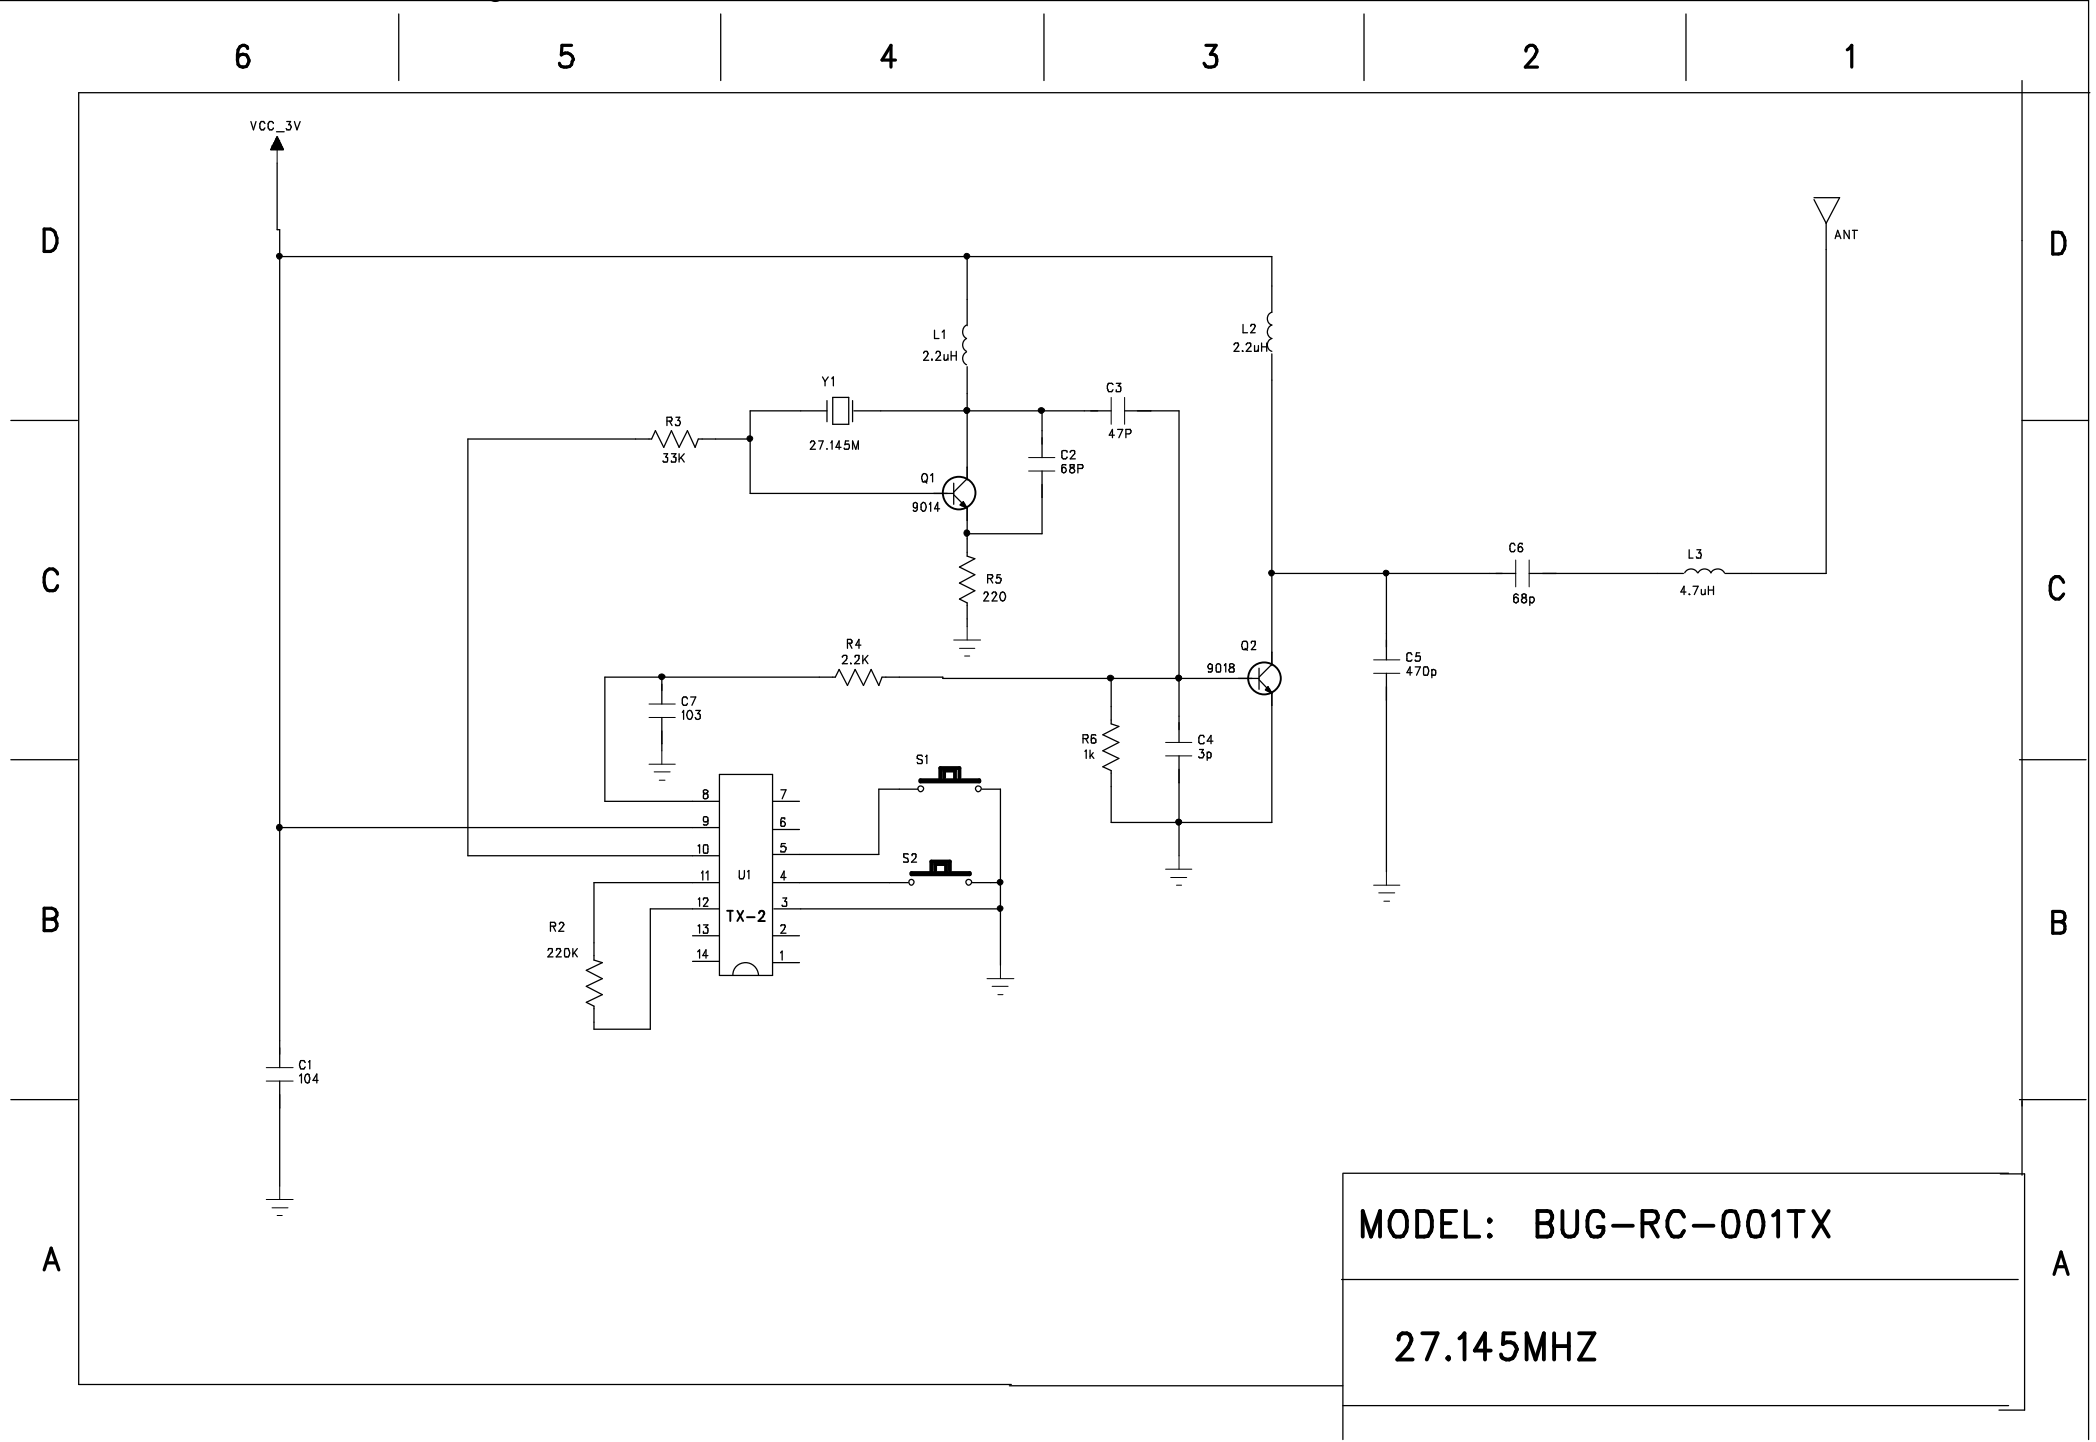 6 5 4 3 2 1
VCC_3V
D
D
ANT
L1
2.2uH
L2
2.2uH
Y1
27.145M
C3
47P
R3
33K
C2
68P
Q1
9014
C
C
R5
220
C6
68p
L3
4.7uH
R4
2.2K
Q2
9018
C5
470p
C7
103
R6
1k
C4
3p
S1
8 7
9 6
10 5
S2
11 U1 4
12 TX-2 3
13 2
14 1
B
B
R2
220K
C1
104
A
A
MODEL: BUG-RC-001TX
27.145MHZ